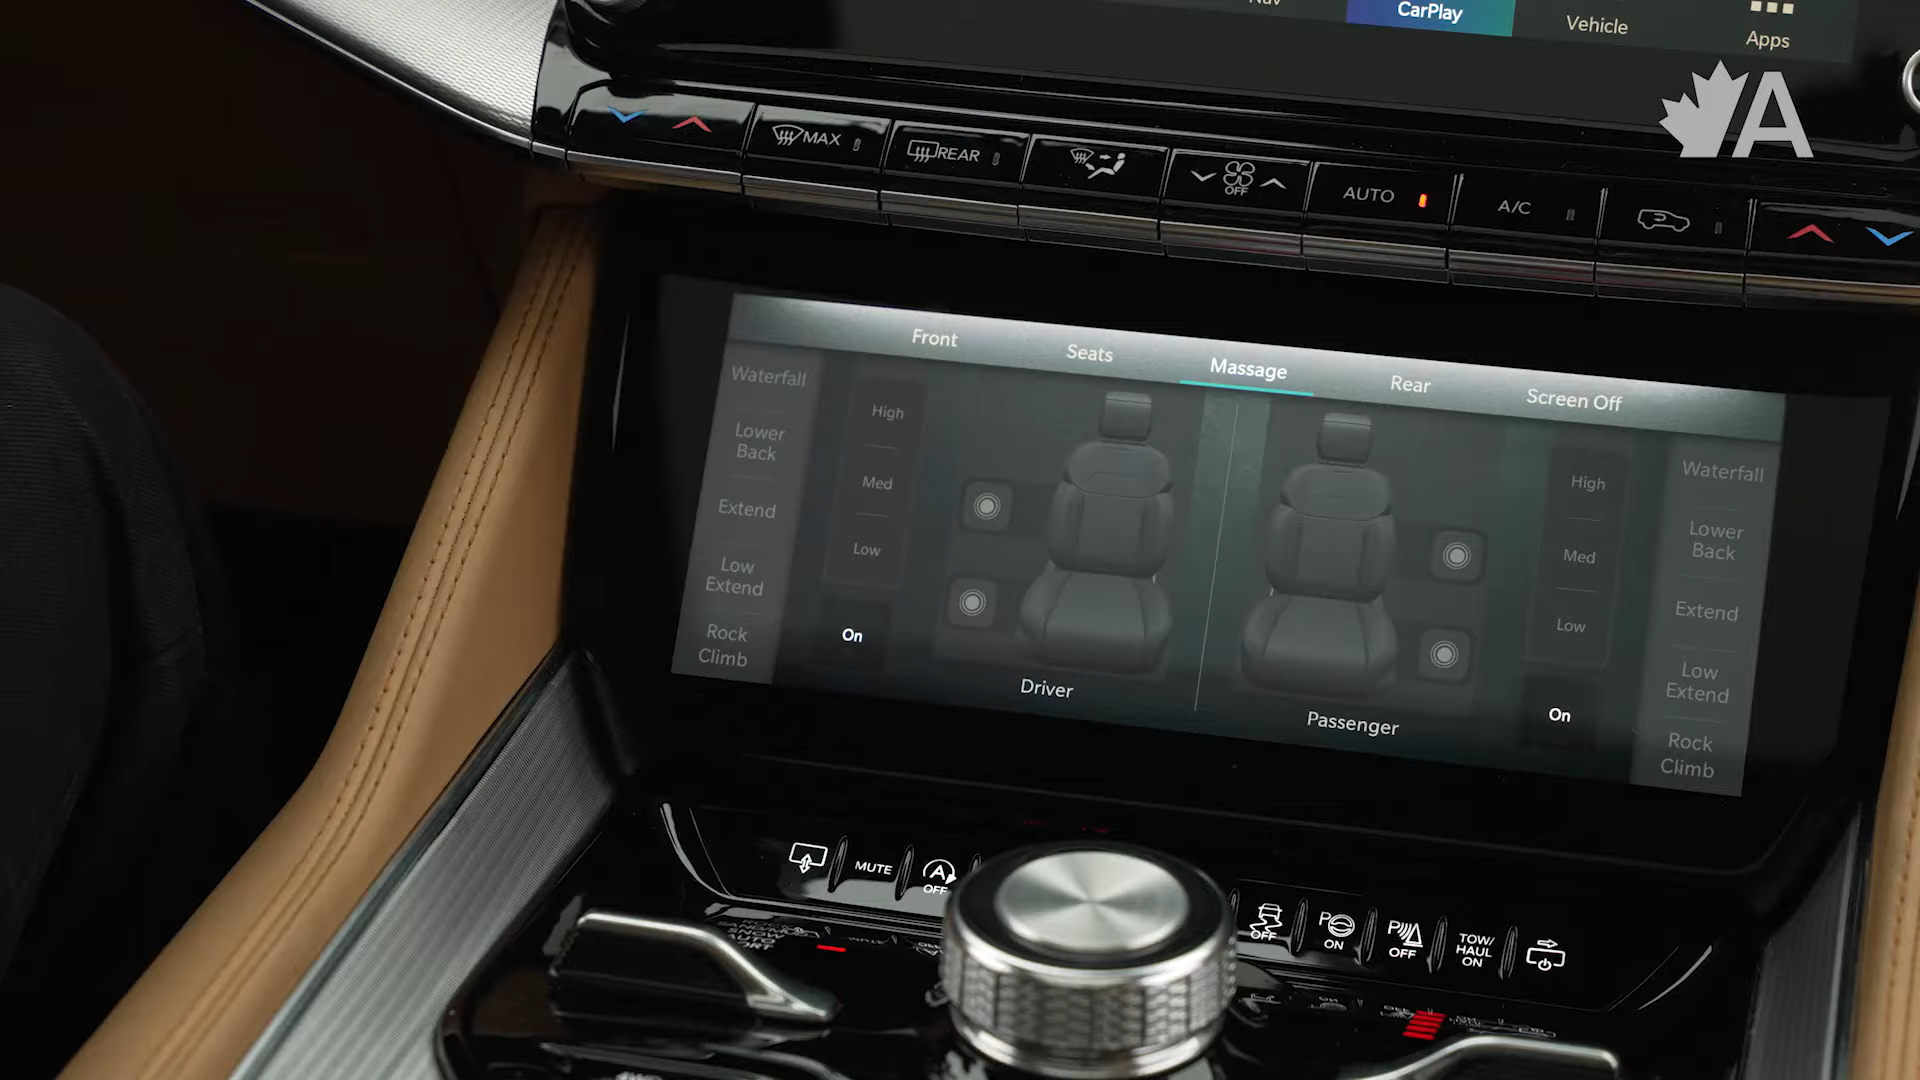 CarPlay
Vehicle
Apps
A
MAX
REAR
OFF
AUTO
A/C
Front
Seats
Massage
Rear
Screen Off
Waterfall
Lower
Back
Extend
Low
Extend
Rock
Climb
High
Med
Low
On
Driver
Passenger
High
Med
Low
On
Waterfall
Lower
Back
Extend
Low
Extend
Rock
Climb
MUTE
A
OFF
OFF
P
ON
P
OFF
TOW/
HAUL
ON